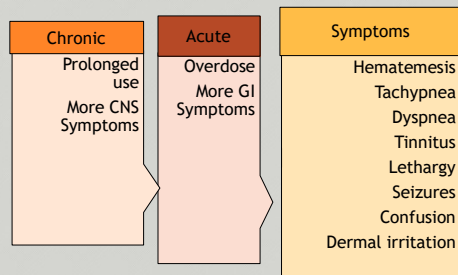 Chronic
Prolonged
use
More CNS
Symptoms
Acute
Overdose
More GI
Symptoms
Symptoms
Hematemesis
Tachypnea
Dyspnea
Tinnitus
Lethargy
Seizures
Confusion
Dermal irritation